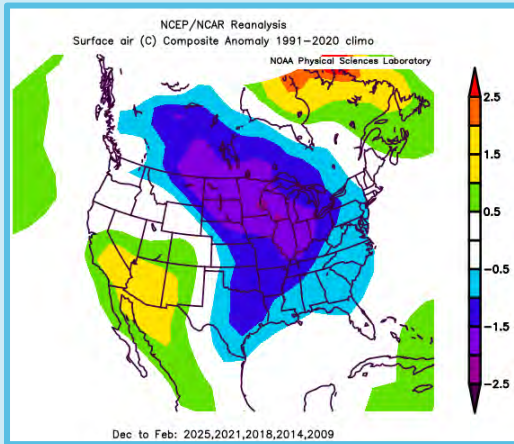 NCEP/NCAR Reanalysis
Surface air (C) Composite Anomaly 1991-2020 climo
NOAA Physical Sciences Laboratory
2.5
1.5
0.5
-0.5
-1.5
-2.5
Dec to Feb: 2025,2021,2018,2014,2009